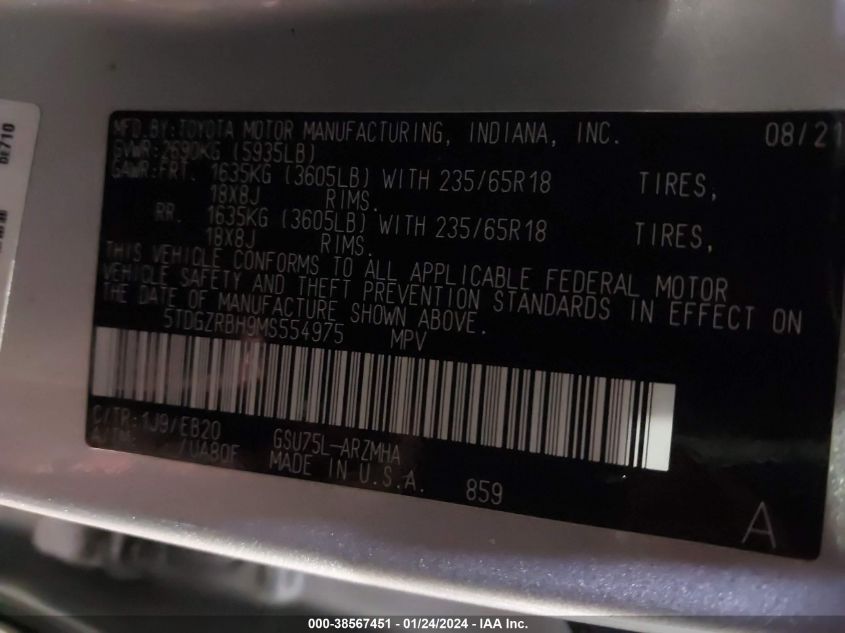 MFD.BY:TOYOTA MOTOR MANUFACTURING, INDIANA, INC. 08/21
GVWR:2690KG (5935LB)
GAWR:FRT. 1635KG (3605LB) WITH 235/65R18 TIRES,
18X8J RIMS.
RR. 1635KG (3605LB) WITH 235/65R18 TIRES,
18X8J RIMS.
THIS VEHICLE CONFORMS TO ALL APPLICABLE FEDERAL MOTOR
VEHICLE SAFETY AND THEFT PREVENTION STANDARDS IN EFFECT ON
THE DATE OF MANUFACTURE SHOWN ABOVE.
5TDGZRBH9MS554975 MPV
C/TR:1J9/EB20 GSU75L-ARZMHA
A/TM: /UA80F MADE IN U.S.A. 859
A
DE710
000-38567451 - 01/24/2024 - IAA Inc.